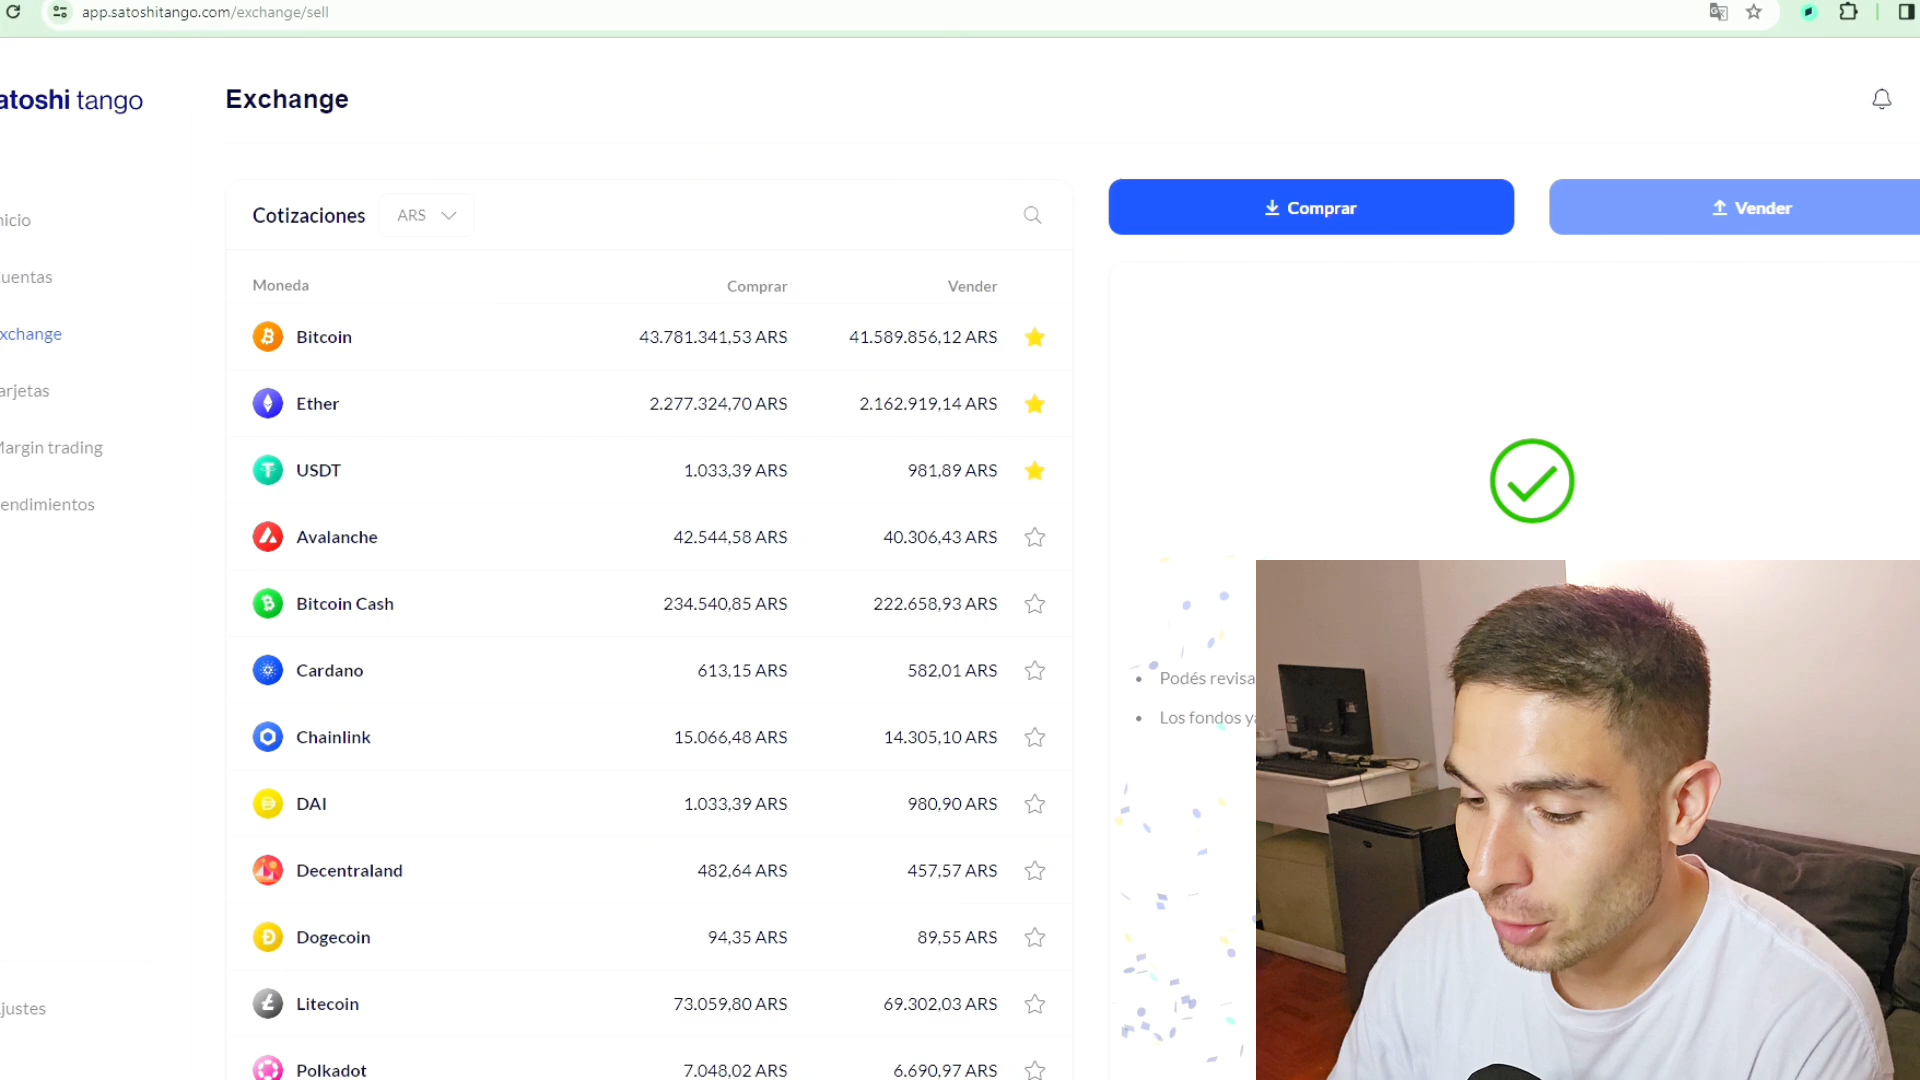 app.satoshitango.com/exchange/sell
atoshi tango
Exchange
nicio
uentas
xchange
arjetas
Margin trading
endimientos
justes
Cotizaciones ARS
Moneda Comprar Vender
Bitcoin 43.781.341,53 ARS 41.589.856,12 ARS
Ether 2.277.324,70 ARS 2.162.919,14 ARS
USDT 1.033,39 ARS 981,89 ARS
Avalanche 42.544,58 ARS 40.306,43 ARS
Bitcoin Cash 234.540,85 ARS 222.658,93 ARS
Cardano 613,15 ARS 582,01 ARS
Chainlink 15.066,48 ARS 14.305,10 ARS
DAI 1.033,39 ARS 980,90 ARS
Decentraland 482,64 ARS 457,57 ARS
Dogecoin 94,35 ARS 89,55 ARS
Litecoin 73.059,80 ARS 69.302,03 ARS
Polkadot 7.048,02 ARS 6.690,97 ARS
Comprar
Vender
Podés revisa
Los fondos ya